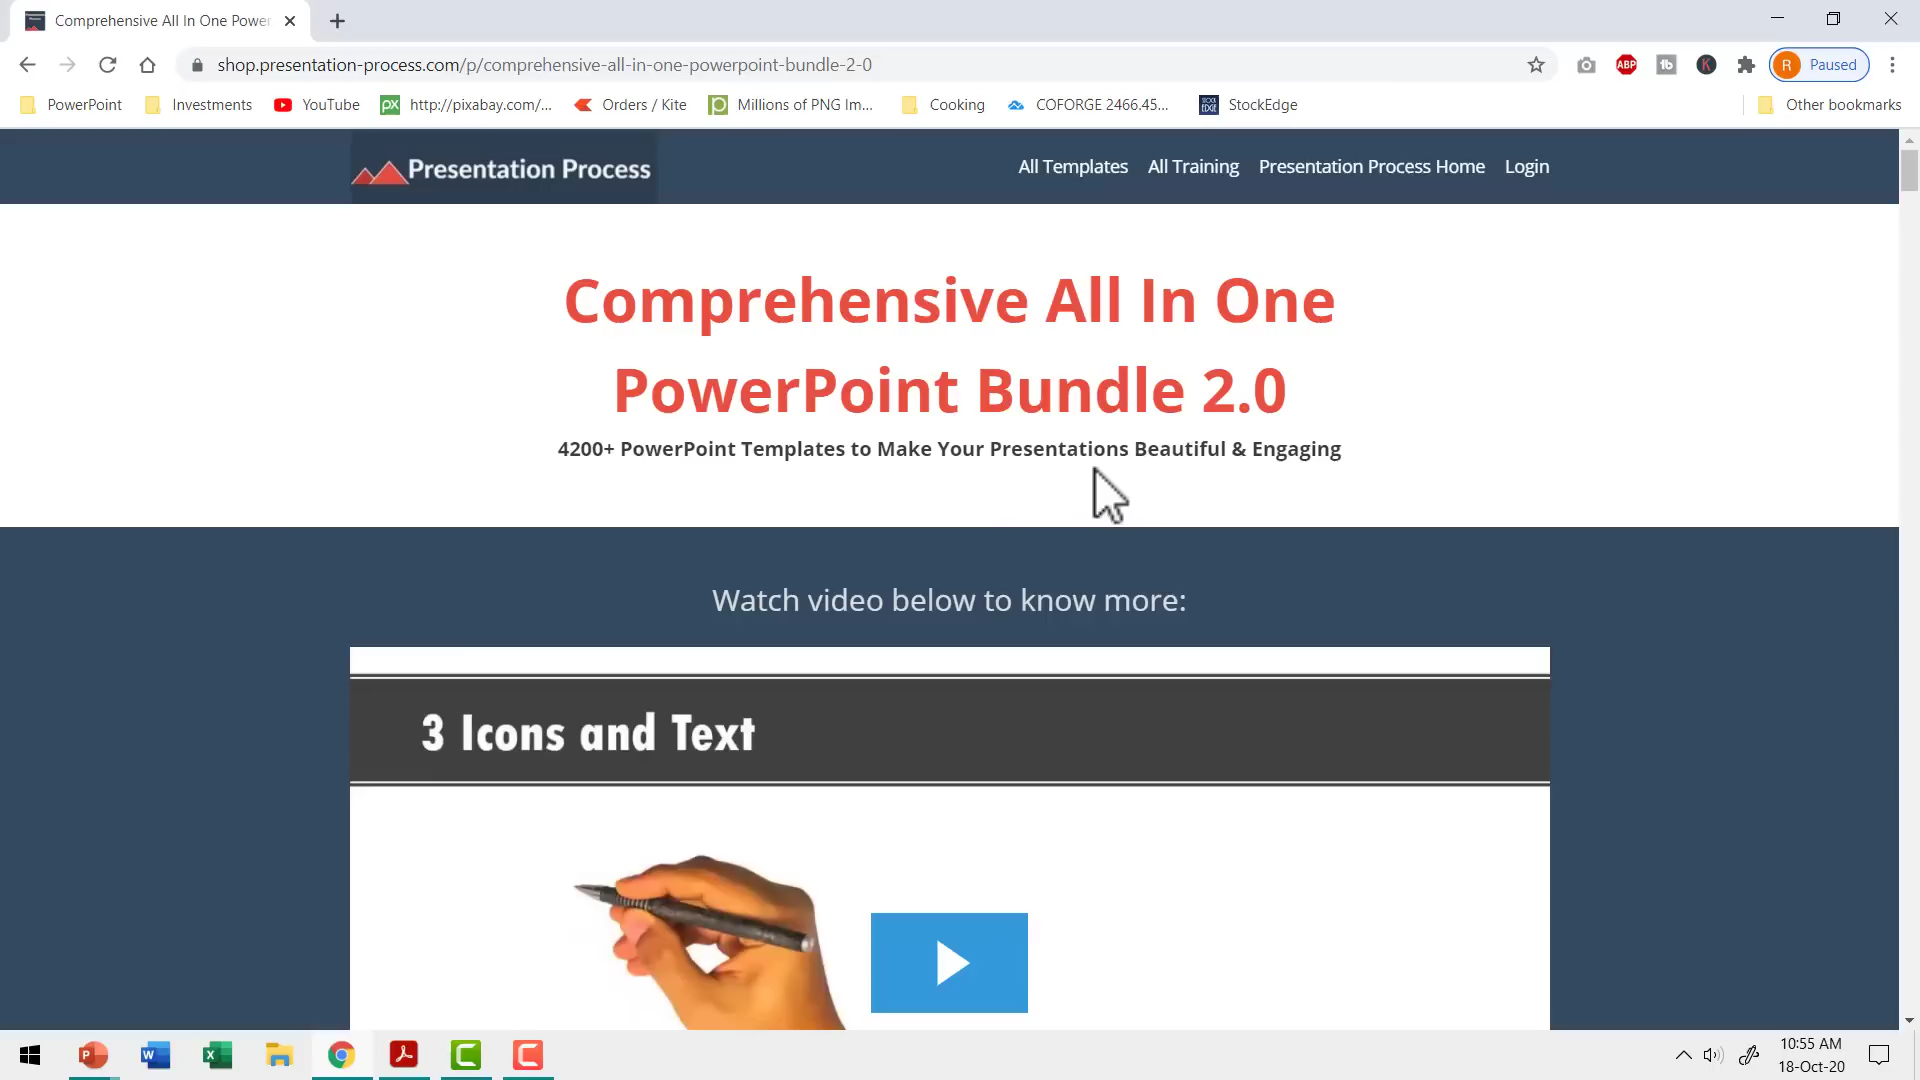 Comprehensive All In One Power
shop.presentation-process.com/p/comprehensive-all-in-one-powerpoint-bundle-2-0
ABP
R Paused
PowerPoint
Investments
YouTube
px
http://pixabay.com/...
Orders / Kite
Millions of PNG Im...
Cooking
COFORGE 2466.45...
STOCK EDGE
StockEdge
Other bookmarks
Presentation Process
All Templates
All Training
Presentation Process Home
Login
Comprehensive All In One
PowerPoint Bundle 2.0
4200+ PowerPoint Templates to Make Your Presentations Beautiful & Engaging
Watch video below to know more:
3 Icons and Text
10:55 AM
18-Oct-20